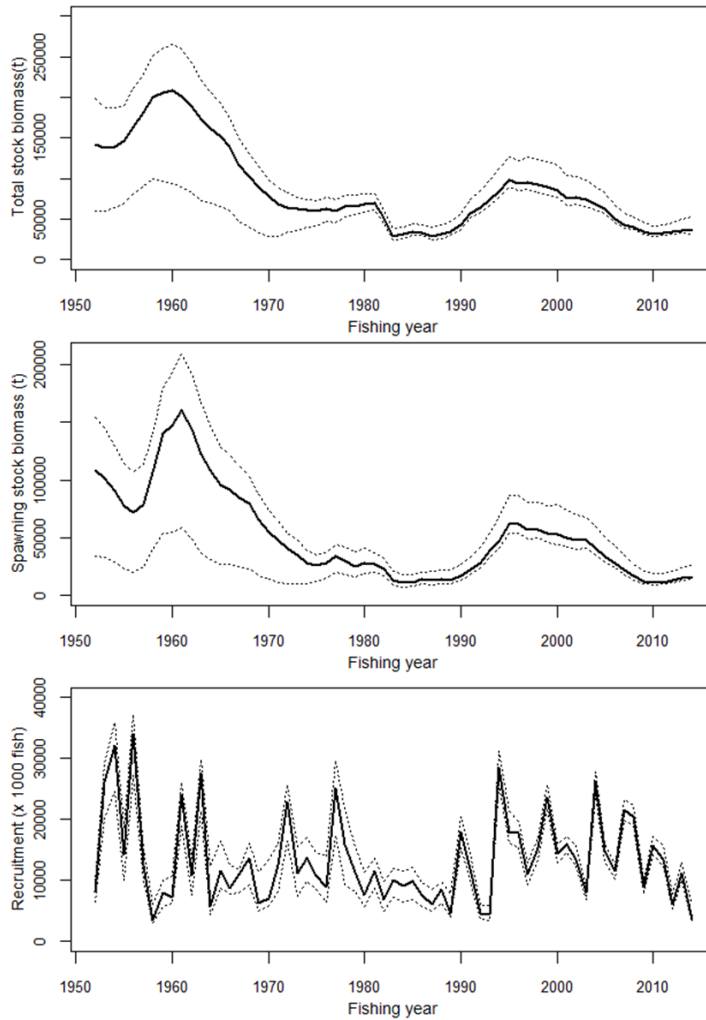 Total stock biomass(t)
250000
150000
50000
0
1950 1960 1970 1980 1990 2000 2010
Fishing year
Spawning stock biomass (t)
200000
100000
50000
0
1950 1960 1970 1980 1990 2000 2010
Fishing year
Recruitment (x 1000 fish)
40000
30000
20000
10000
0
1950 1960 1970 1980 1990 2000 2010
Fishing year